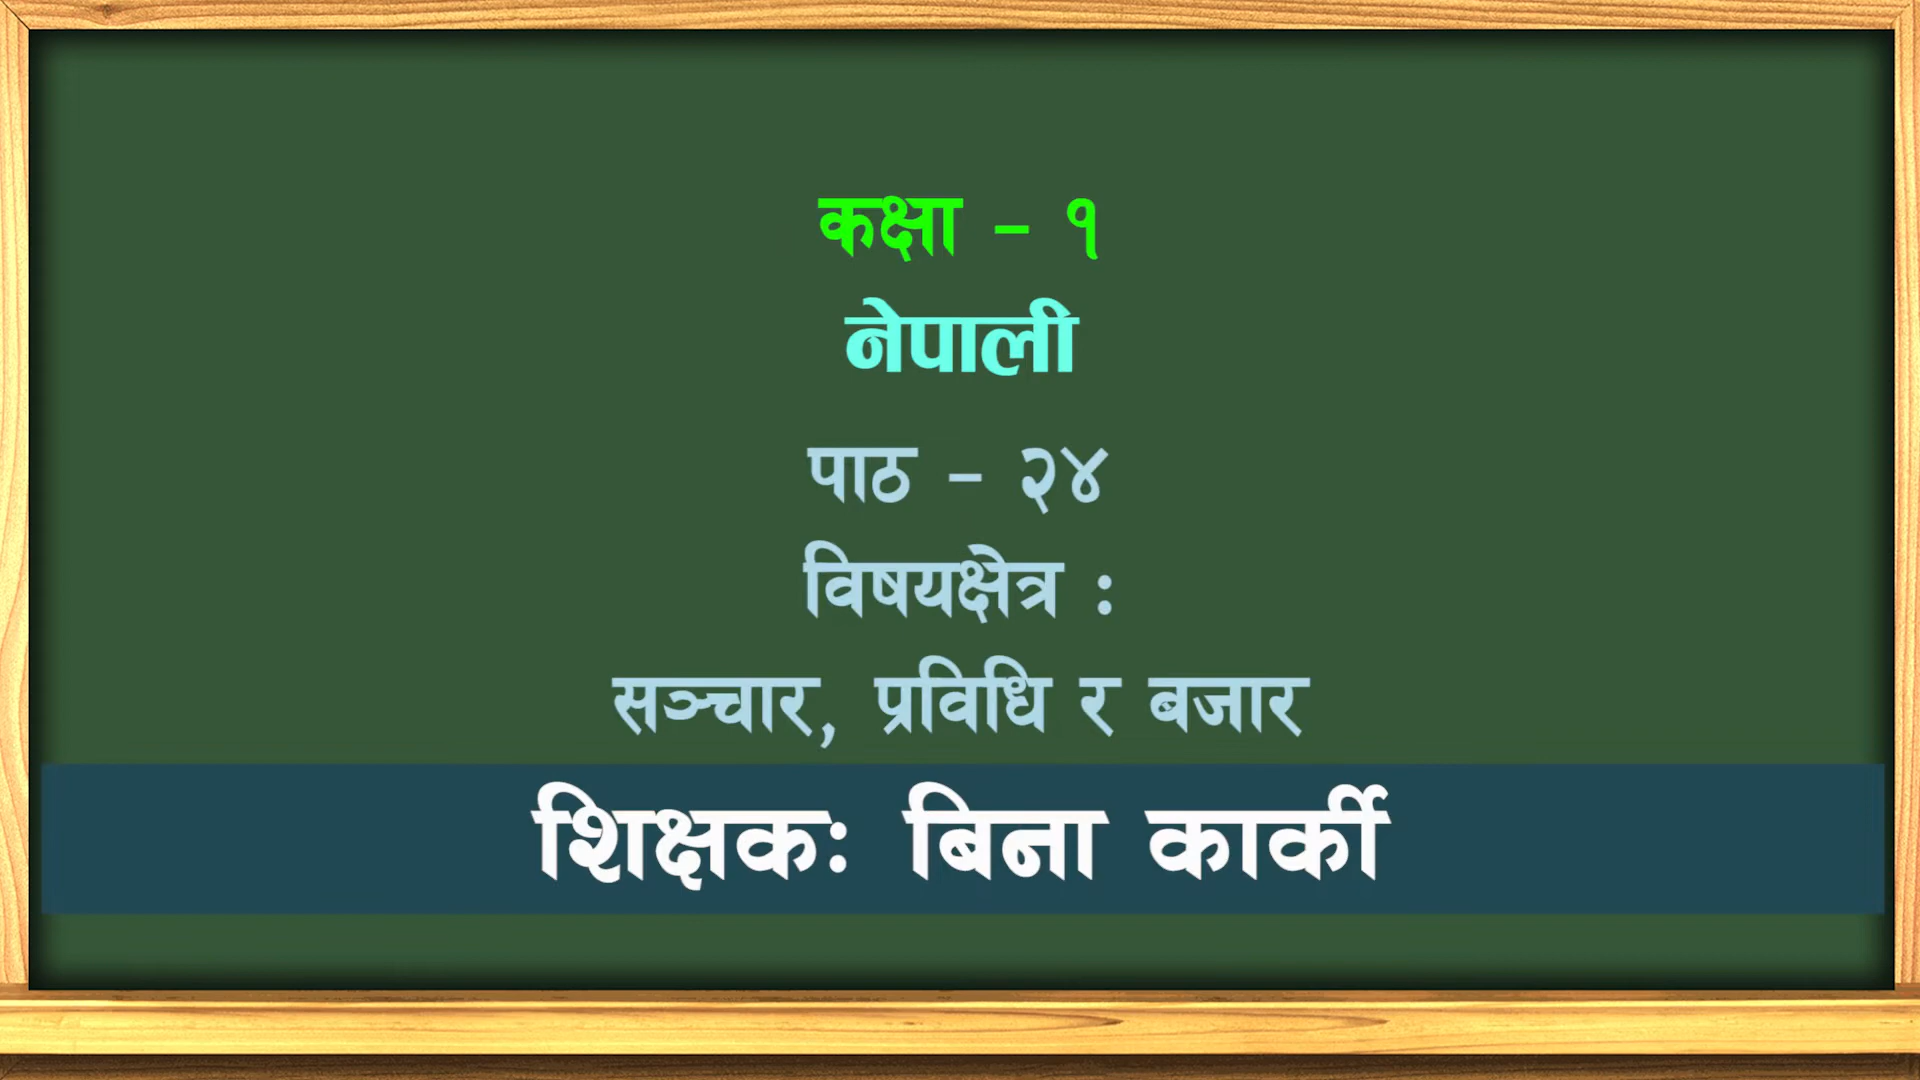 कक्षा – १
नेपाली
पाठ – २४
विषयक्षेत्र :
सञ्चार, प्रविधि र बजार
शिक्षकः बिना कार्की